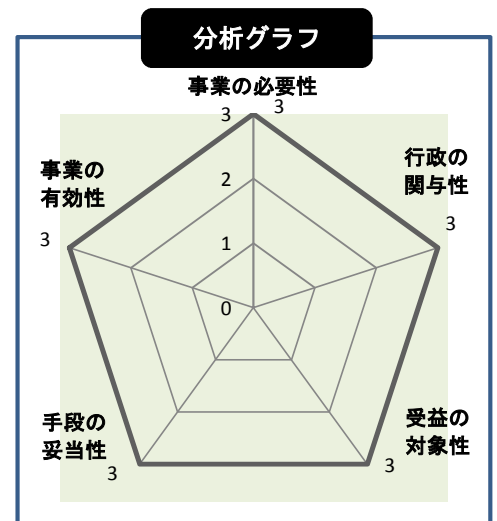 分析グラフ
事業の必要性
3
3
事業の
有効性
3
行政の
関与性
3
2
1
0
手段の
妥当性
3
受益の
対象性
3